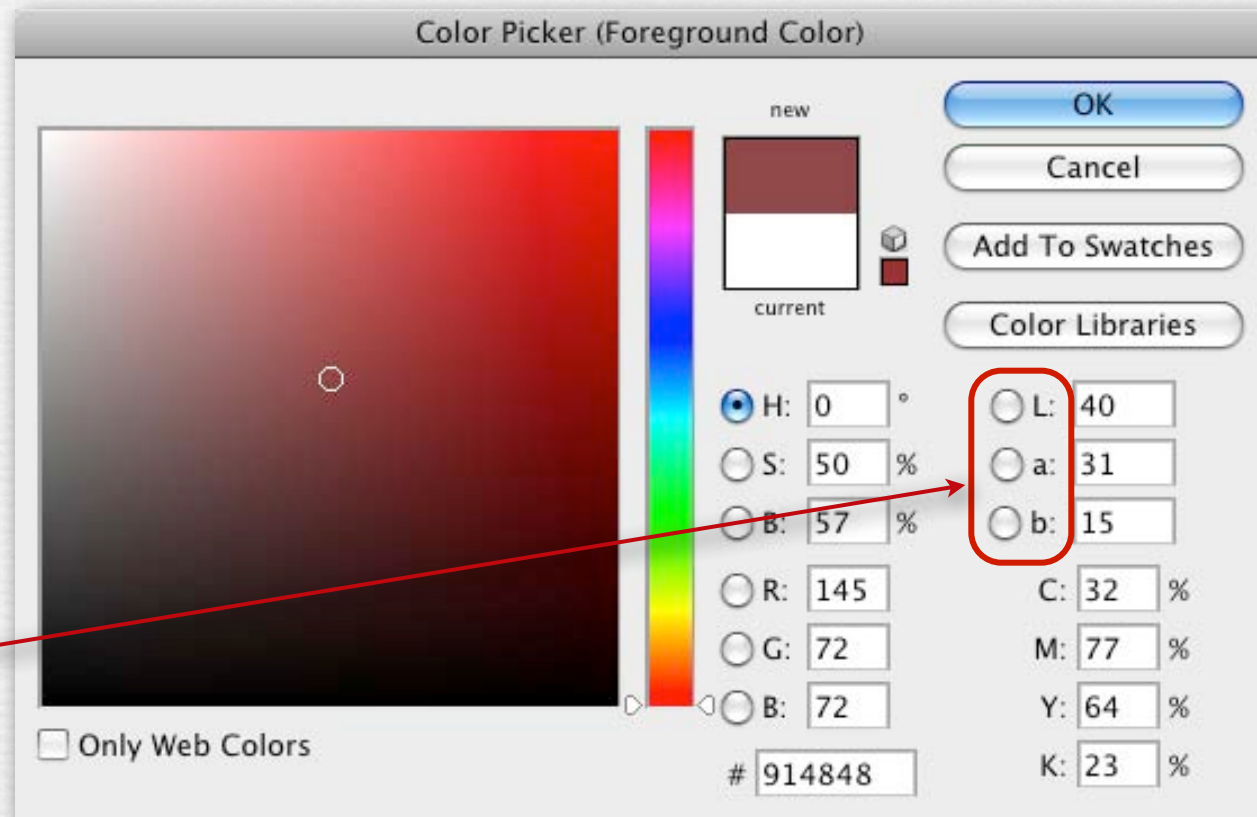 Color Picker (Foreground Color)
new
current
OK
Cancel
Add To Swatches
Color Libraries
H: 0 °
S: 50 %
B: 57 %
R: 145
G: 72
B: 72
# 914848
L: 40
a: 31
b: 15
C: 32 %
M: 77 %
Y: 64 %
K: 23 %
Only Web Colors